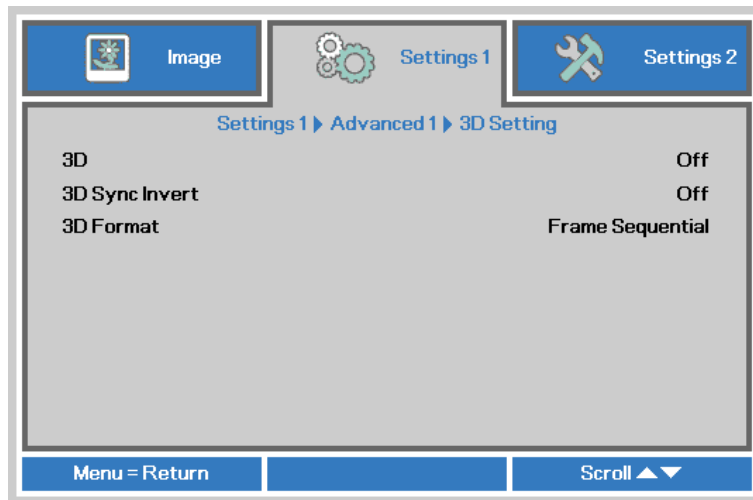 Image
Settings 1
Settings 2
Settings 1 ▶ Advanced 1 ▶ 3D Setting
3D Off
3D Sync Invert Off
3D Format Frame Sequential
Menu = Return
Scroll ▲▼